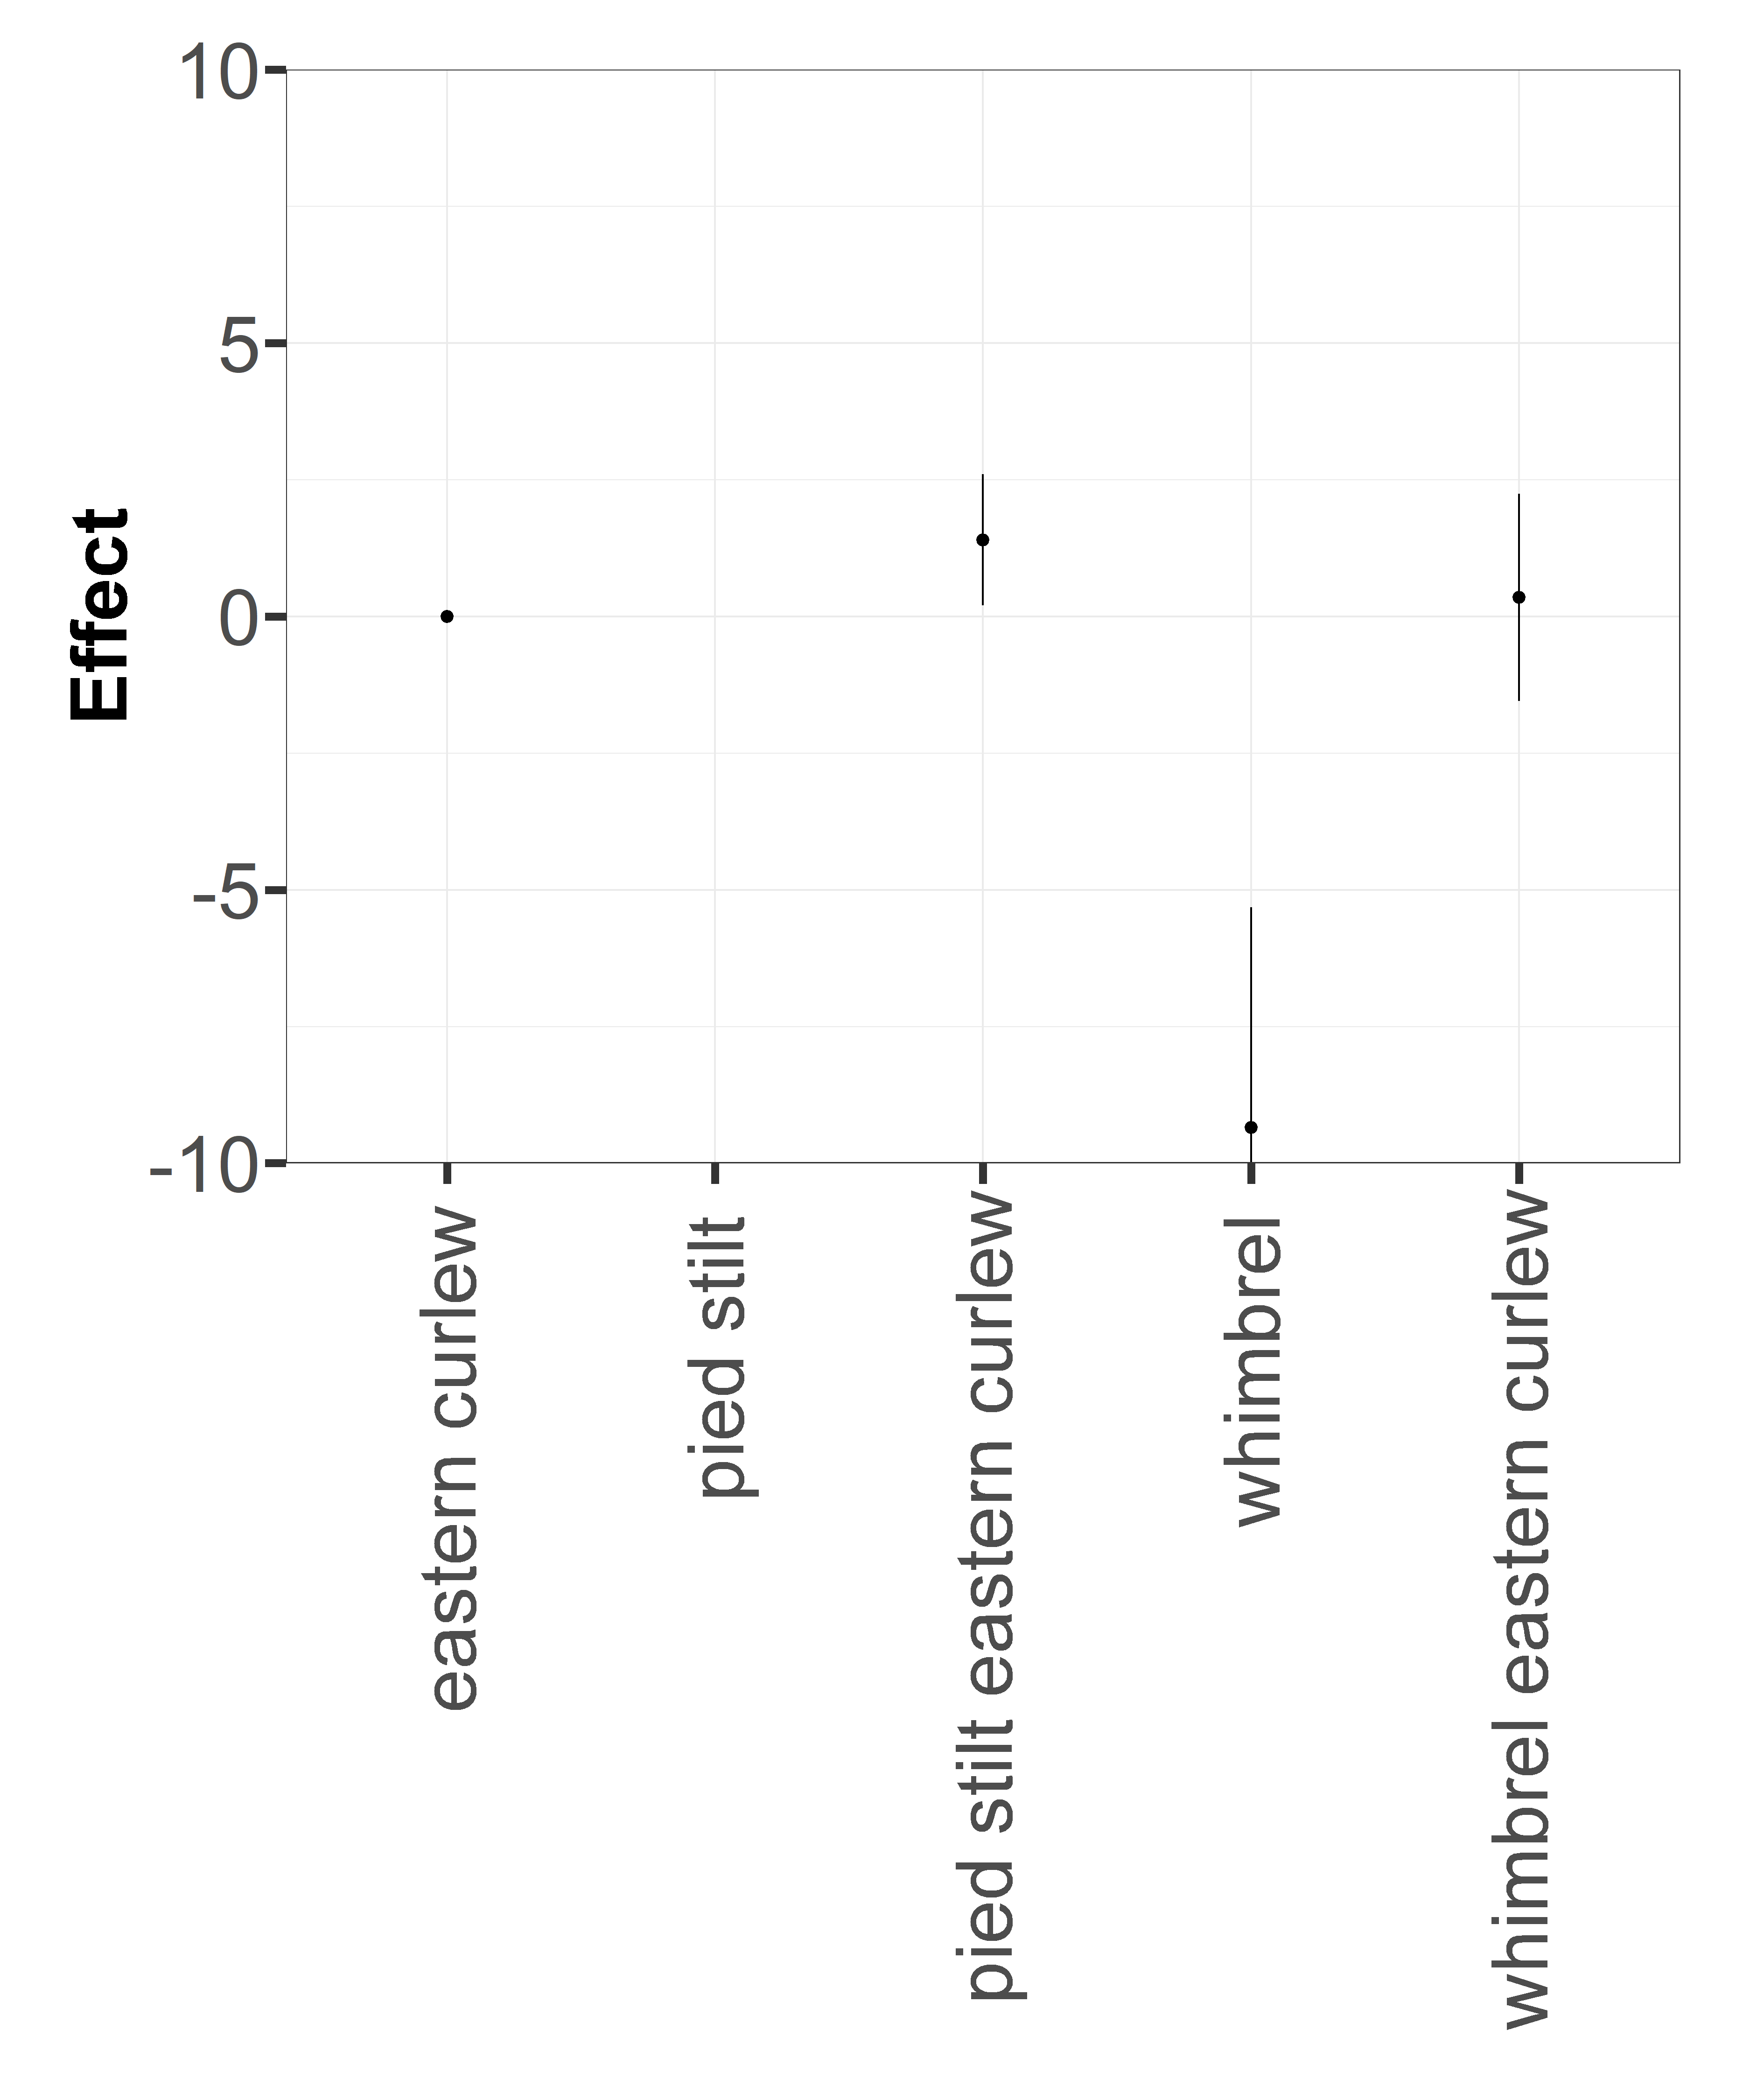 10
5
0
-5
-10
Effect
eastern curlew
pied stilt
pied stilt eastern curlew
whimbrel
whimbrel eastern curlew